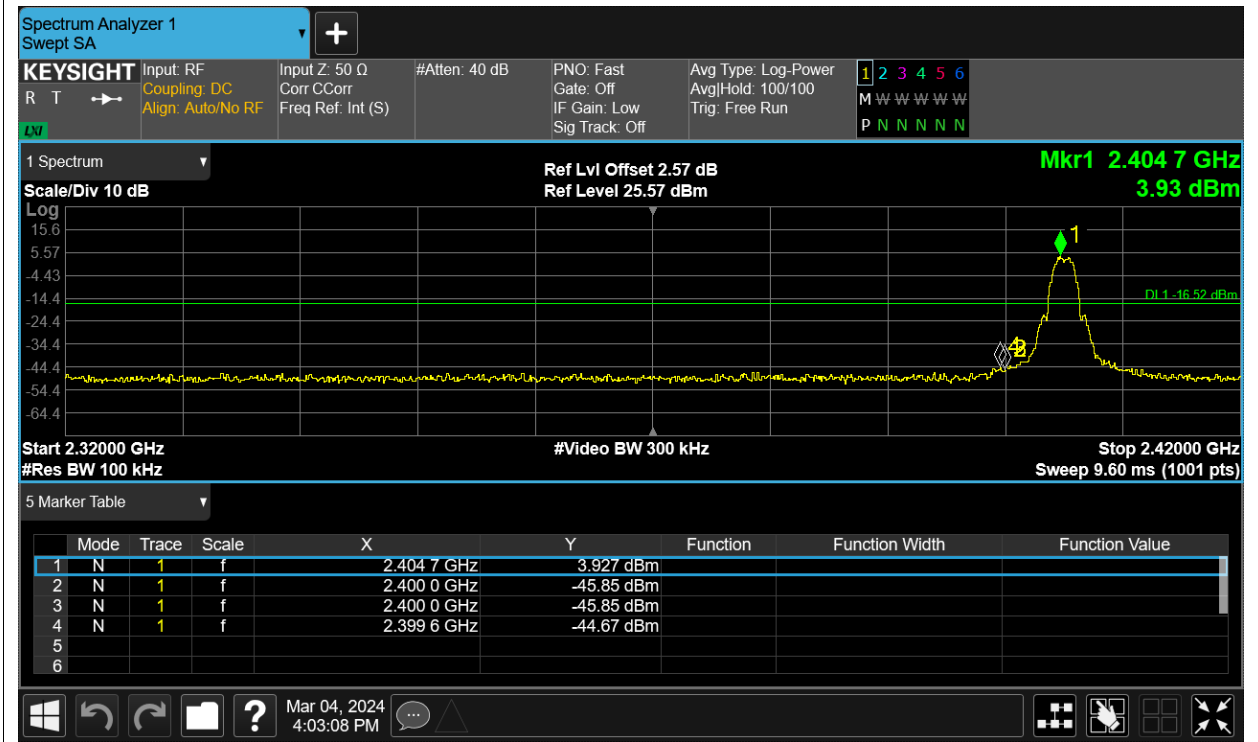 Spectrum Analyzer 1
Swept SA
+
KEYSIGHT Input: RF Input Z: 50 Ω #Atten: 40 dB PNO: Fast Avg Type: Log-Power 1 2 3 4 5 6
R T Coupling: DC Corr CCorr Gate: Off Avg|Hold: 100/100 M W W W W W
Align: Auto/No RF Freq Ref: Int (S) IF Gain: Low Trig: Free Run
LXI Sig Track: Off P N N N N N
1 Spectrum
Mkr1 2.404 7 GHz
Ref Lvl Offset 2.57 dB
Scale/Div 10 dB Ref Level 25.57 dBm 3.93 dBm
Log
15.6
1
5.57
-4.43
-14.4
DL1 -16.52 dBm
-24.4
-34.4
-44.4
-54.4
-64.4
Start 2.32000 GHz #Video BW 300 kHz Stop 2.42000 GHz
#Res BW 100 kHz Sweep 9.60 ms (1001 pts)
5 Marker Table
Mode Trace Scale X Y Function Function Width Function Value
1 N 1 f 2.404 7 GHz 3.927 dBm
2 N 1 f 2.400 0 GHz -45.85 dBm
3 N 1 f 2.400 0 GHz -45.85 dBm
4 N 1 f 2.399 6 GHz -44.67 dBm
5
6
? Mar 04, 2024
4:03:08 PM